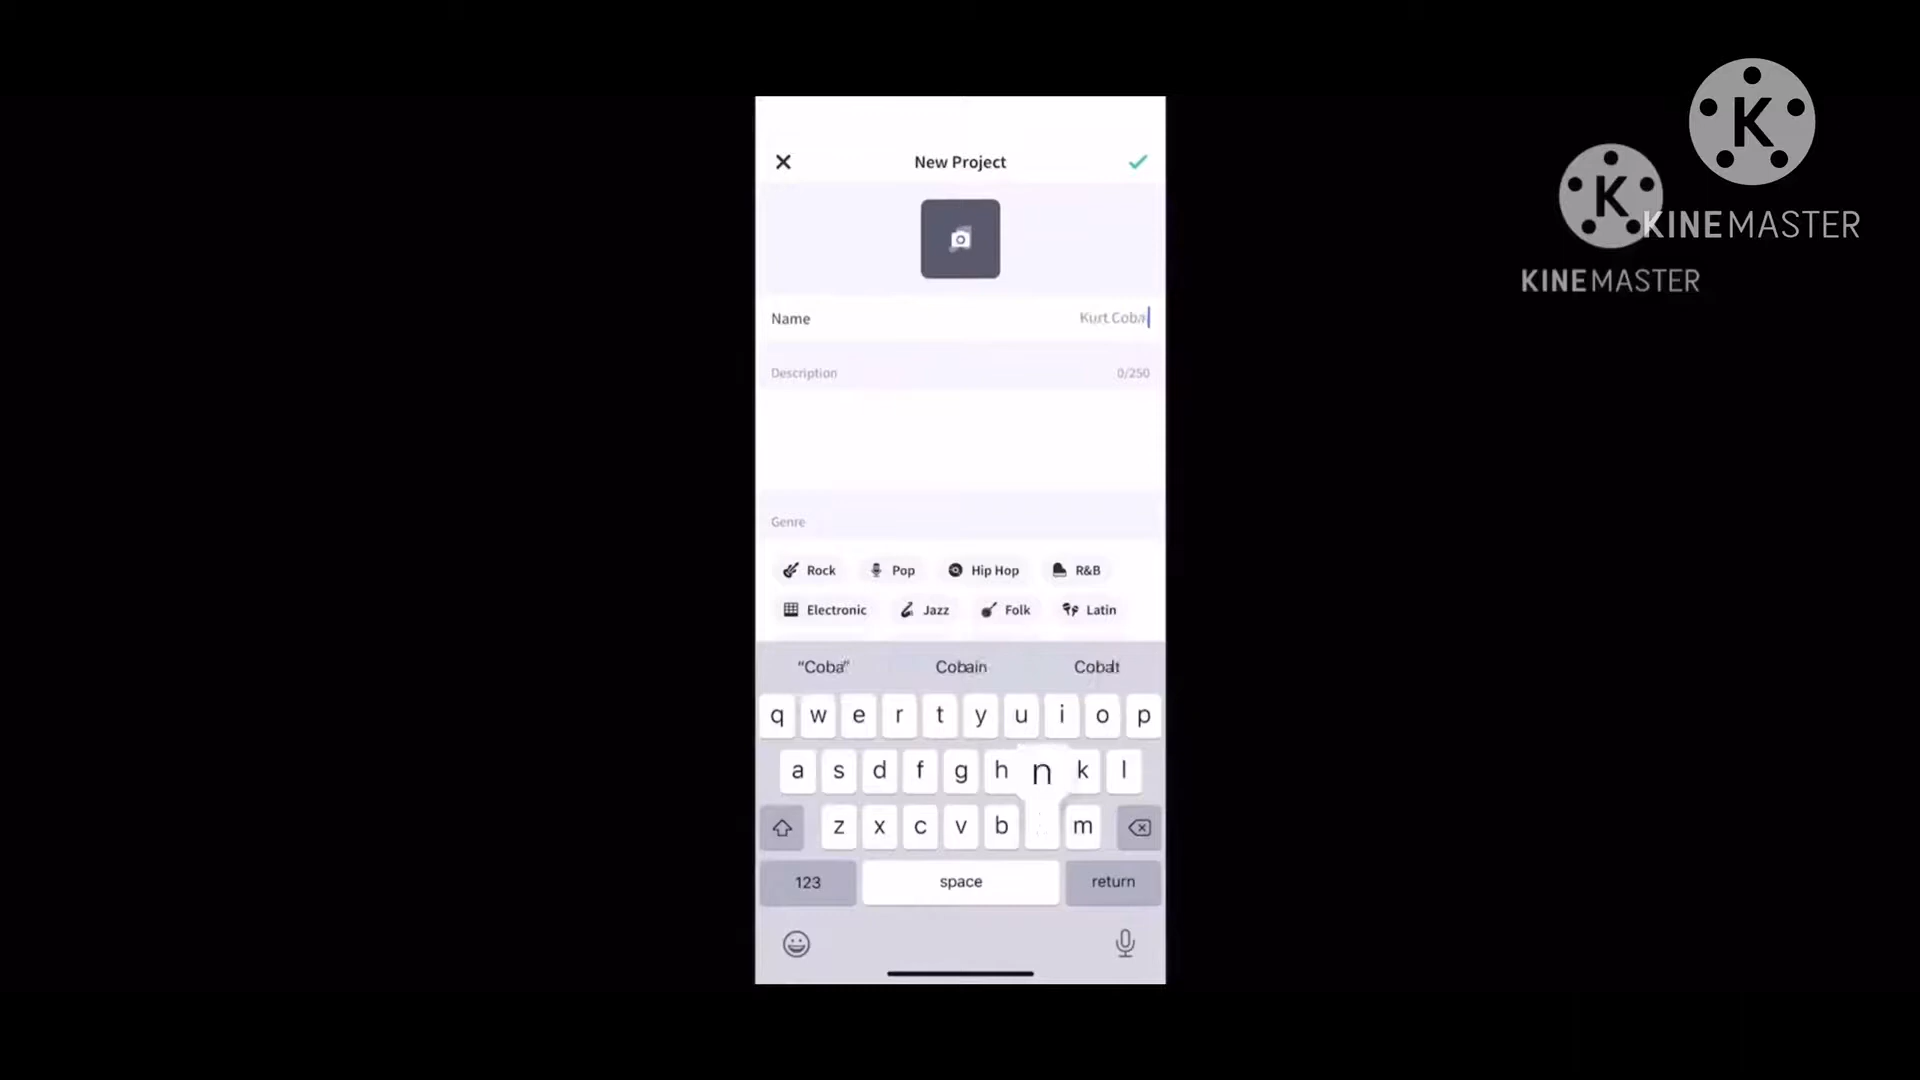 New Project
K
K
KINEMASTER
KINEMASTER
Name Kurt Coba
Description 0/250
Genre
Rock Pop Hip Hop R&B
Electronic Jazz Folk Latin
“Coba” Cobain Cobalt
q w e r t y u i o p
a s d f g h n k l
z x c v b m
123 space return